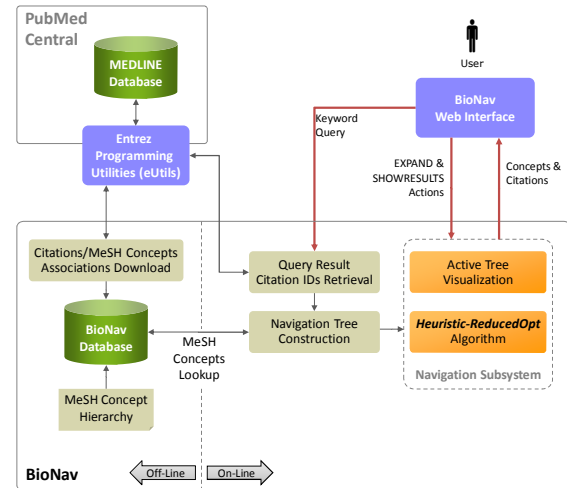 PubMed
Central
MEDLINE
Database
Entrez
Programming
Utilities (eUtils)
User
BioNav
Web Interface
Keyword
Query
EXPAND &
SHOWRESULTS
Actions
Concepts &
Citations
Citations/MeSH Concepts
Associations Download
Query Result
Citation IDs Retrieval
Active Tree
Visualization
BioNav
Database
MeSH
Concepts
Lookup
Navigation Tree
Construction
Heuristic-ReducedOpt
Algorithm
Navigation Subsystem
MeSH Concept
Hierarchy
BioNav
Off-Line
On-Line